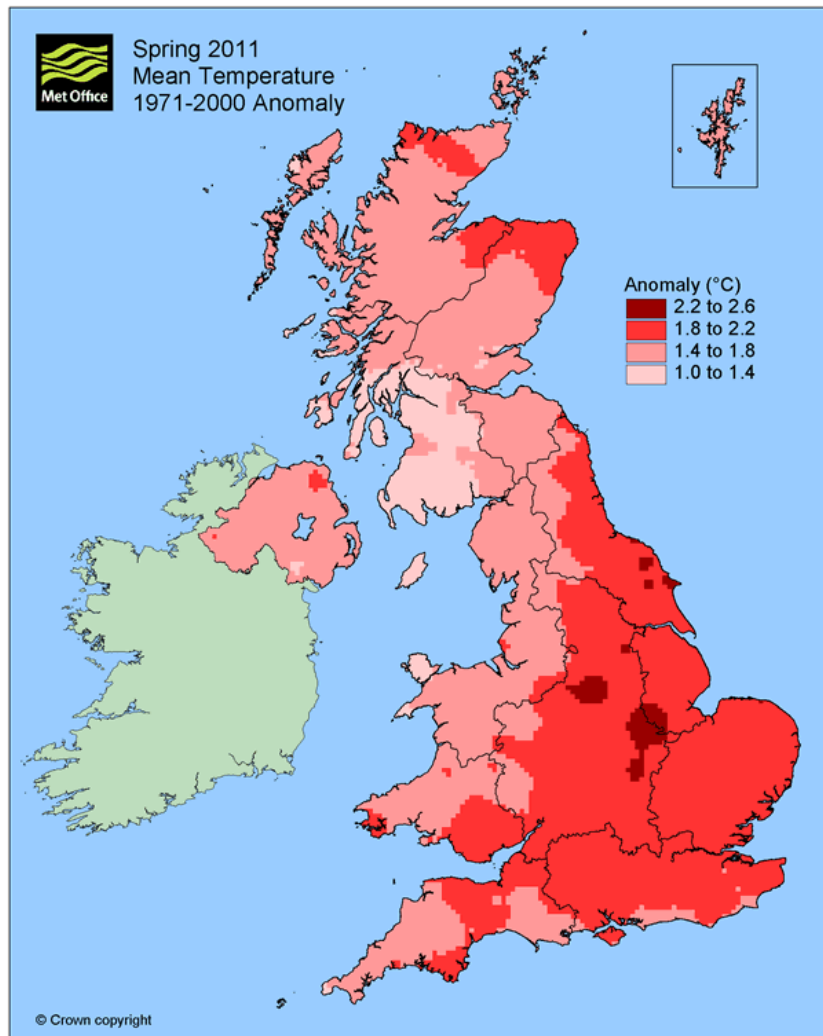 Met Office
Spring 2011
Mean Temperature
1971-2000 Anomaly
Anomaly (°C)
2.2 to 2.6
1.8 to 2.2
1.4 to 1.8
1.0 to 1.4
© Crown copyright